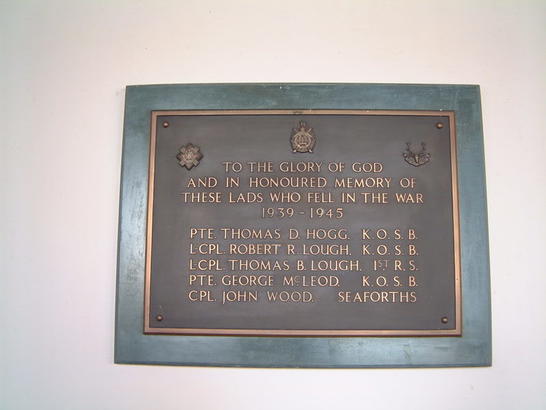 TO THE GLORY OF GOD
AND IN HONOURED MEMORY OF
THESE LADS WHO FELL IN THE WAR
1939-1945
PTE. THOMAS D. HOGG, K.O.S.B.
L-CPL. ROBERT R. LOUGH, K.O.S.B.
L-CPL. THOMAS B. LOUGH, 1ST R.S.
PTE. GEORGE McLEOD, K.O.S.B.
CPL. JOHN WOOD, SEAFORTHS